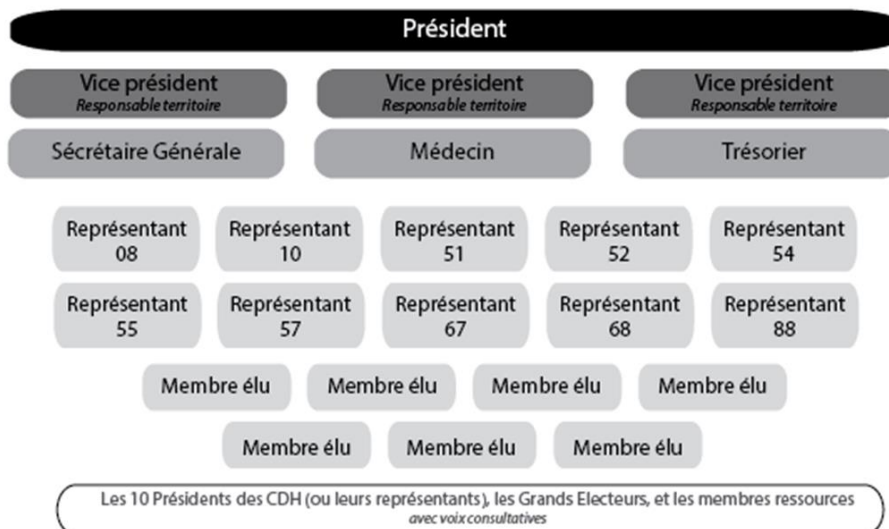 Président
Vice président Vice président Vice président
Responsable territoire Responsable territoire Responsable territoire
Sécrétaire Générale Médecin Trésorier
Représentant Représentant Représentant Représentant Représentant
08 10 51 52 54
Représentant Représentant Représentant Représentant Représentant
55 57 67 68 88
Membre élu Membre élu Membre élu Membre élu
Membre élu Membre élu Membre élu
Les 10 Présidents des CDH (ou leurs représentants), les Grands Electeurs, et les membres ressources
avec voix consultatives